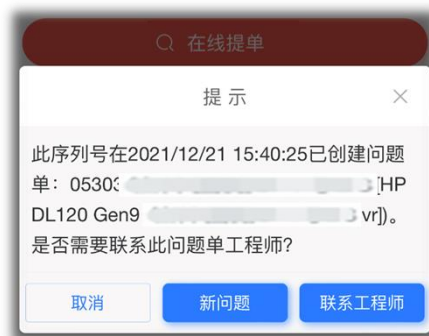 在线提单
提示
此序列号在2021/12/21 15:40:25已创建问题
单：05303 [HP
DL120 Gen9 vr])。
是否需要联系此问题单工程师?
取消
新问题
联系工程师